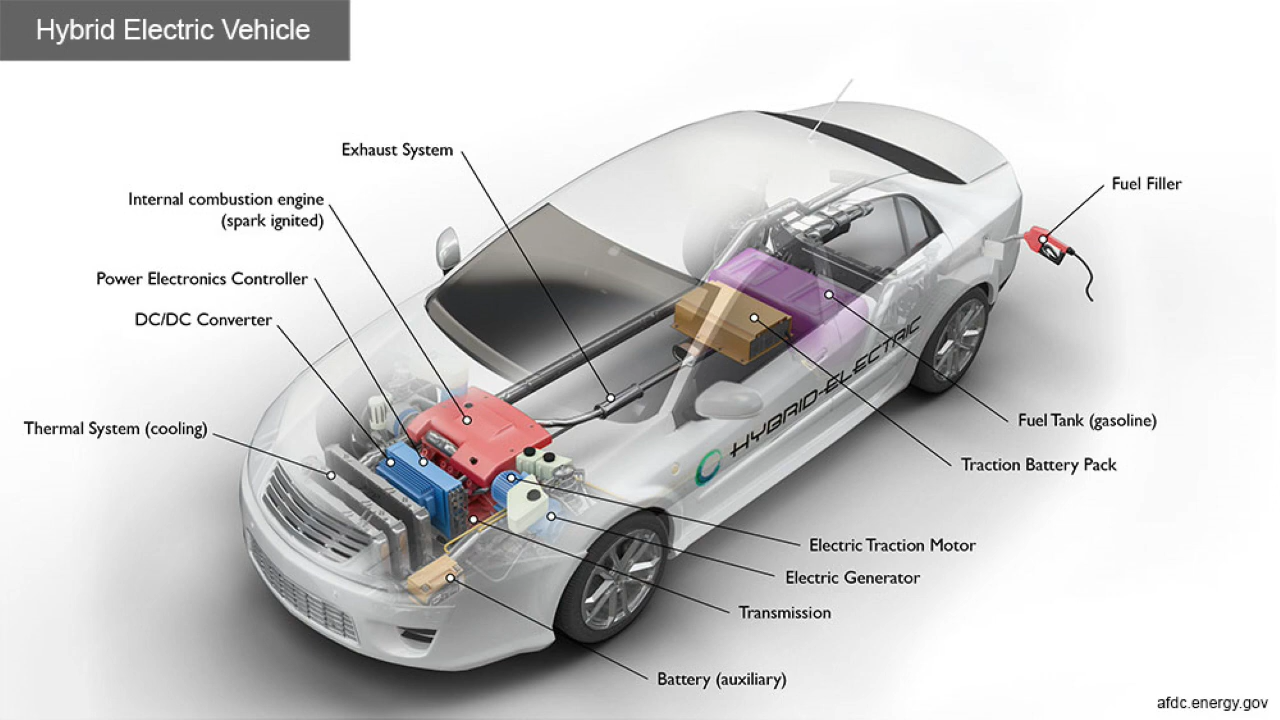 Hybrid Electric Vehicle
Exhaust System
Internal combustion engine
(spark ignited)
Fuel Filler
Power Electronics Controller
DC/DC Converter
Thermal System (cooling)
HYBRID-ELECTRIC
Fuel Tank (gasoline)
Traction Battery Pack
Electric Traction Motor
Electric Generator
Transmission
Battery (auxiliary)
afdc.energy.gov